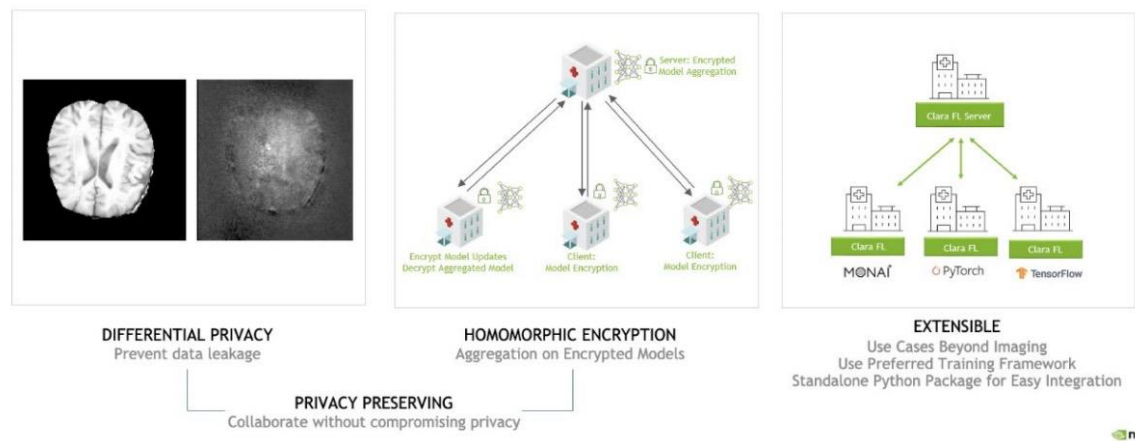 Server: Encrypted
Model Aggregation
Encrypt Model Updates
Decrypt Aggregated Model
Client:
Model Encryption
Client:
Model Encryption
Clara FL Server
Clara FL
Clara FL
Clara FL
MONAI
PyTorch
TensorFlow
DIFFERENTIAL PRIVACY
Prevent data leakage
HOMOMORPHIC ENCRYPTION
Aggregation on Encrypted Models
EXTENSIBLE
Use Cases Beyond Imaging
Use Preferred Training Framework
Standalone Python Package for Easy Integration
PRIVACY PRESERVING
Collaborate without compromising privacy